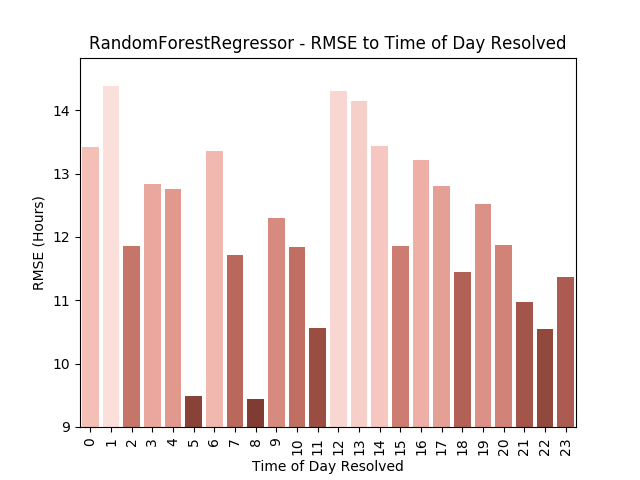 RandomForestRegressor - RMSE to Time of Day Resolved
14
13
12
11
10
9
RMSE (Hours)
0 1 2 3 4 5 6 7 8 9 10 11 12 13 14 15 16 17 18 19 20 21 22 23
Time of Day Resolved